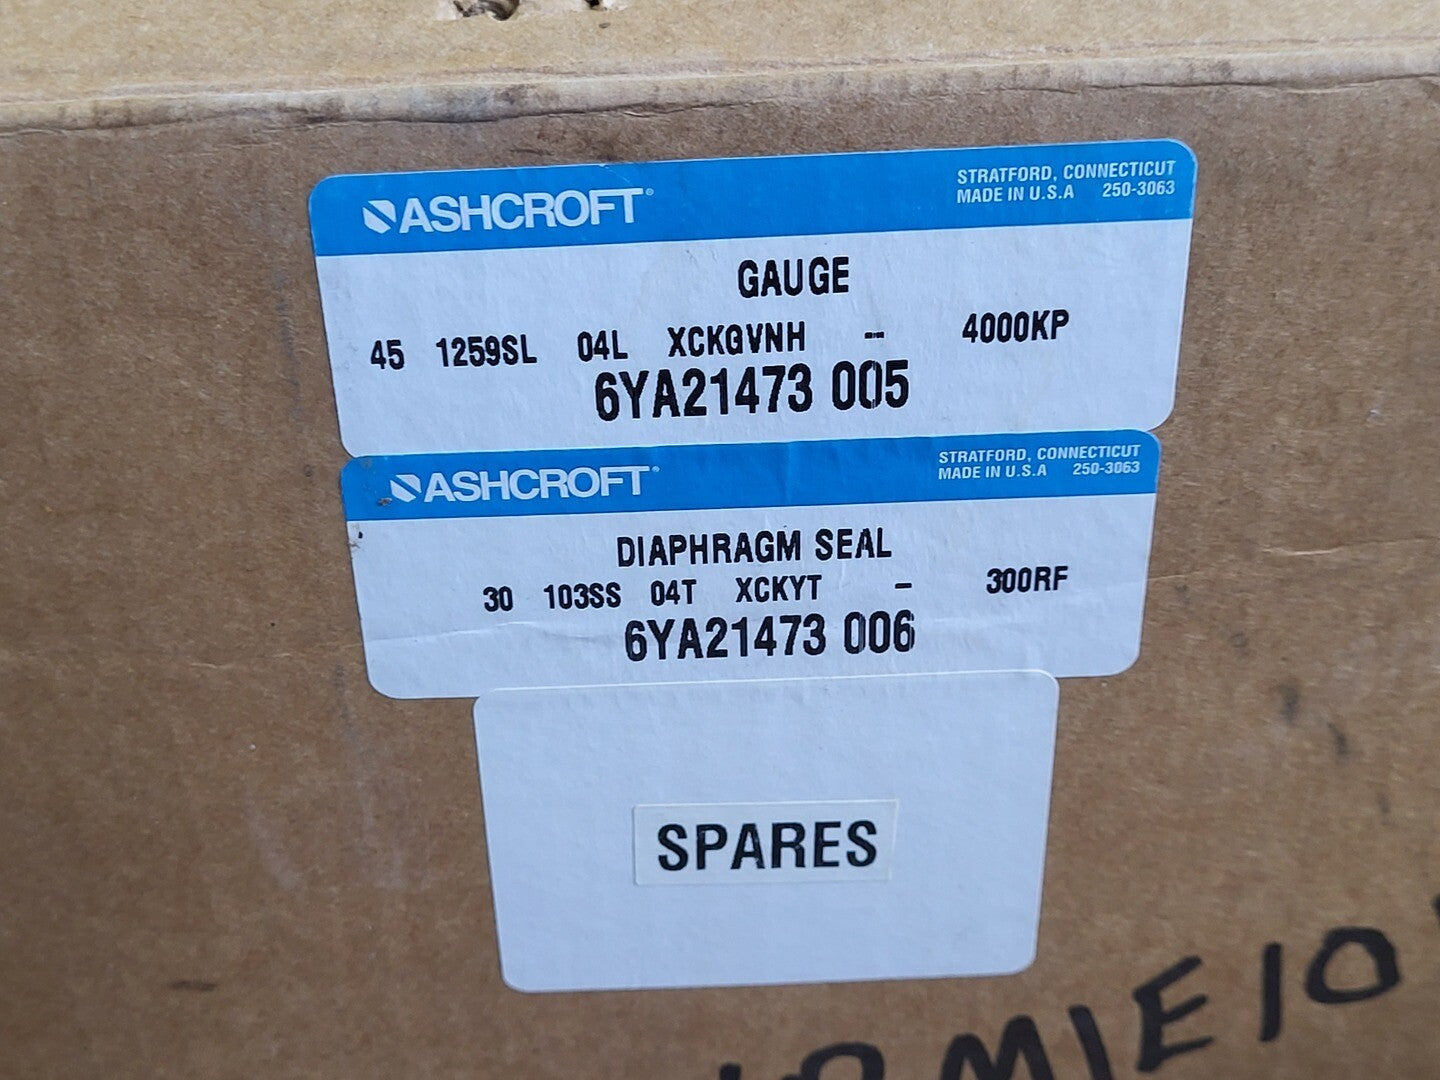 ASHCROFT®
STRATFORD, CONNECTICUT
MADE IN U.S.A 250-3063
GAUGE
45 1259SL 04L XCKQVNH -- 4000KP
6YA21473 005
ASHCROFT®
STRATFORD, CONNECTICUT
MADE IN U.S.A 250-3063
DIAPHRAGM SEAL
30 103SS 04T XCKYT - 300RF
6YA21473 006
SPARES